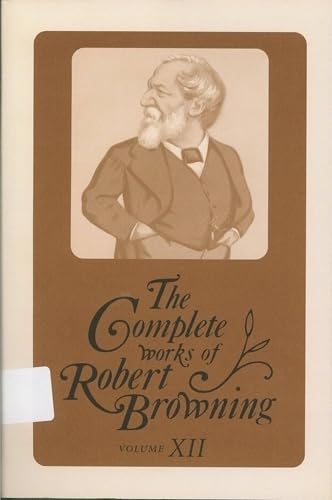 The
Complete
works of
Robert
Browning
VOLUME XII